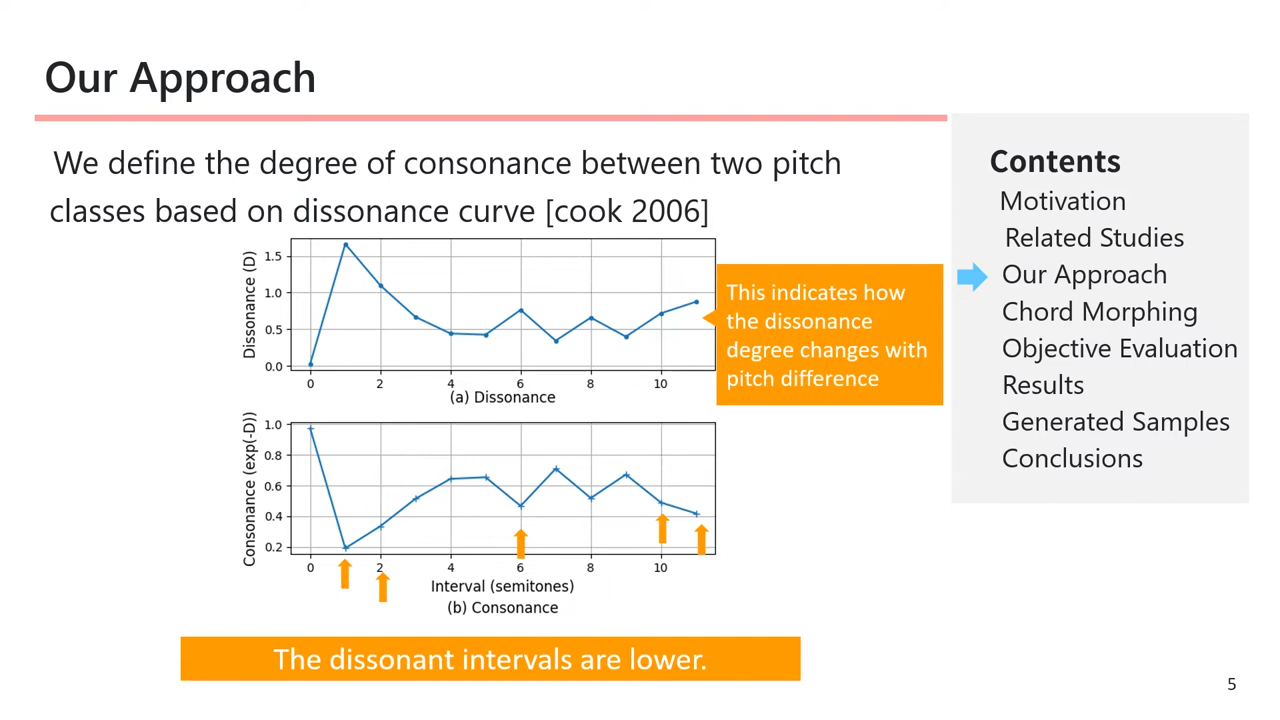 Our Approach
We define the degree of consonance between two pitch
classes based on dissonance curve [cook 2006]
Dissonance (D)
1.5
1.0
0.5
0.0
0 2 4 6 8 10
(a) Dissonance
This indicates how
the dissonance
degree changes with
pitch difference
Consonance (exp(-D))
1.0
0.8
0.6
0.4
0.2
0 2 4 6 8 10
Interval (semitones)
(b) Consonance
The dissonant intervals are lower.
Contents
Motivation
Related Studies
Our Approach
Chord Morphing
Objective Evaluation
Results
Generated Samples
Conclusions
5